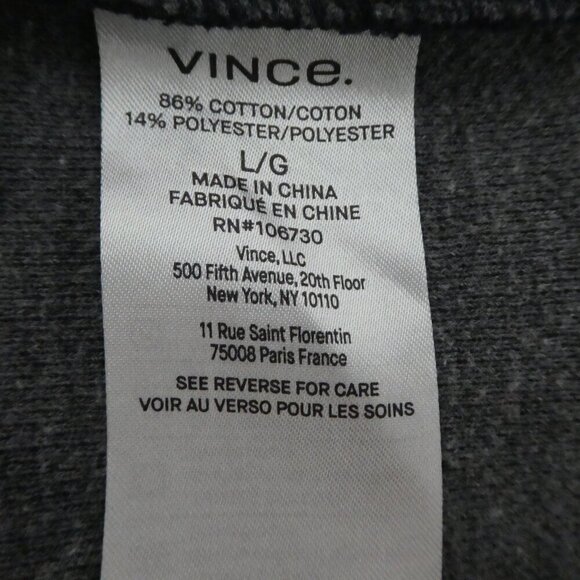 VINCE.
86% COTTON/COTON
14% POLYESTER/POLYESTER
L/G
MADE IN CHINA
FABRIQUÉ EN CHINE
RN#106730
Vince, LLC
500 Fifth Avenue, 20th Floor
New York, NY 10110
11 Rue Saint Florentin
75008 Paris France
SEE REVERSE FOR CARE
VOIR AU VERSO POUR LES SOINS